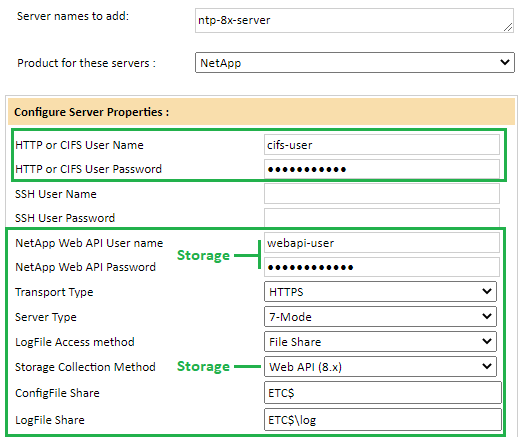 Server names to add: ntp-8x-server
Product for these servers : NetApp
Configure Server Properties :
HTTP or CIFS User Name cifs-user
HTTP or CIFS User Password ●●●●●●●●●●●
SSH User Name
SSH User Password
NetApp Web API User name Storage webapi-user
NetApp Web API Password ●●●●●●●●●●●●
Transport Type HTTPS
Server Type 7-Mode
LogFile Access method File Share
Storage Collection Method Storage Web API (8.x)
ConfigFile Share ETC$
LogFile Share ETC$\log